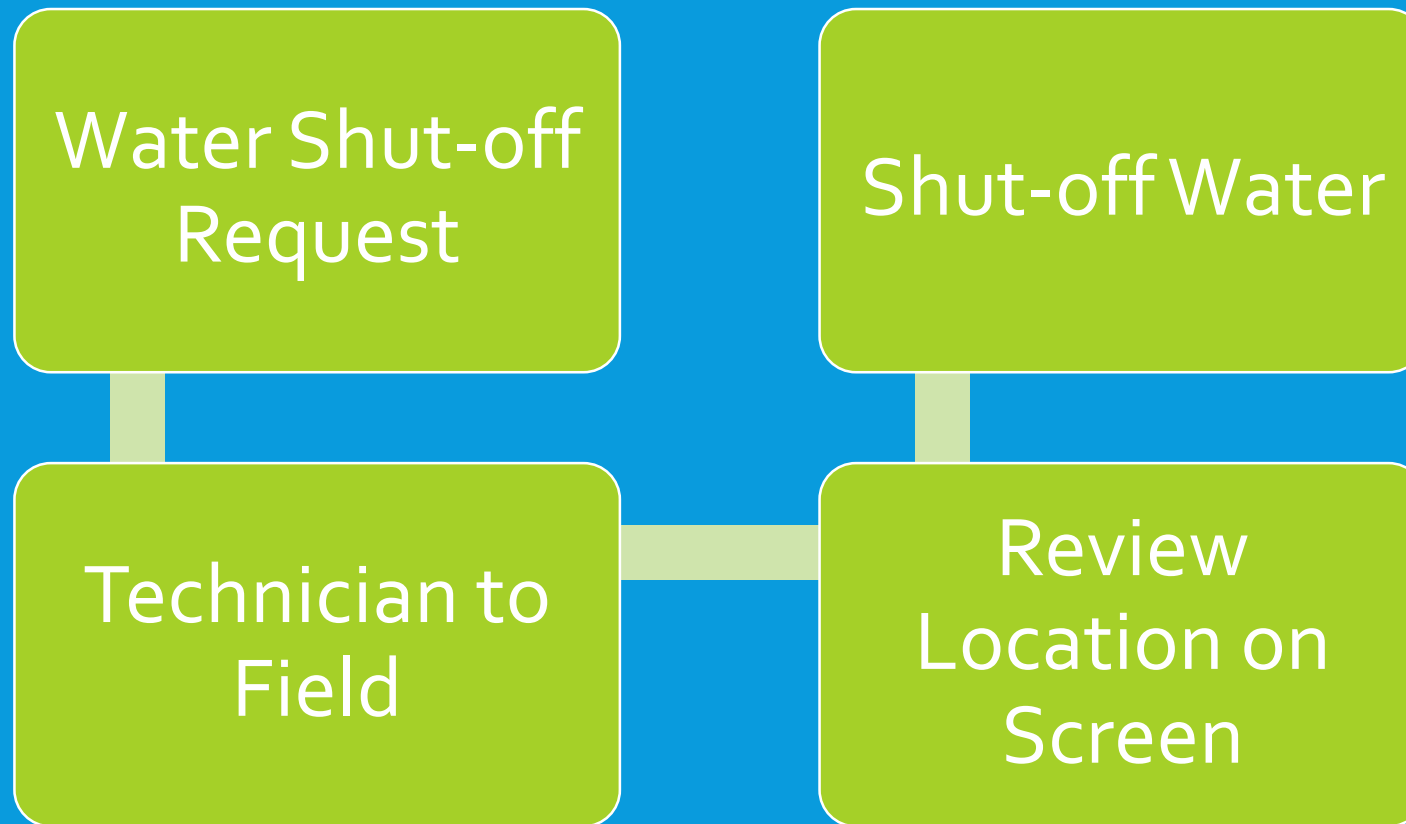 Water Shut-off
Request
Technician to
Field
Review
Location on
Screen
Shut-off Water